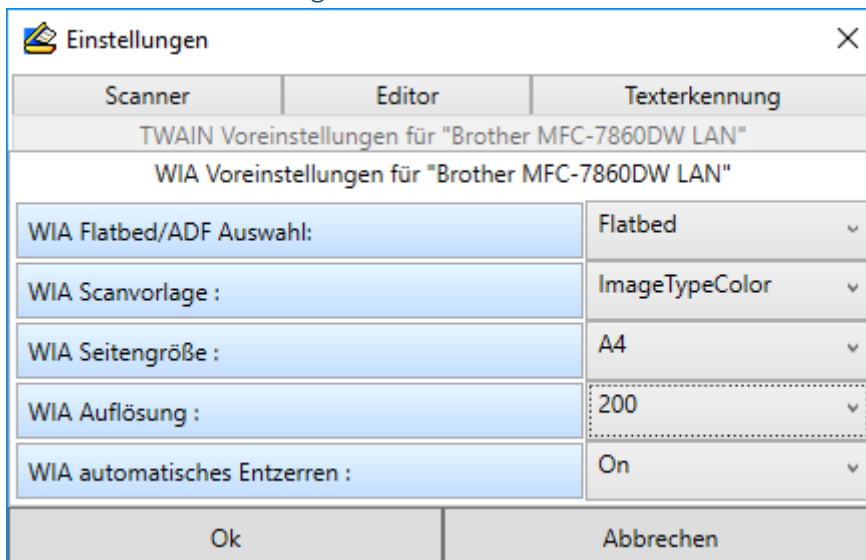 Einstellungen
Scanner Editor Texterkennung
TWAIN Voreinstellungen für "Brother MFC-7860DW LAN"
WIA Voreinstellungen für "Brother MFC-7860DW LAN"
WIA Flatbed/ADF Auswahl: Flatbed
WIA Scanvorlage : ImageTypeColor
WIA Seitengröße : A4
WIA Auflösung : 200
WIA automatisches Entzerren : On
Ok Abbrechen